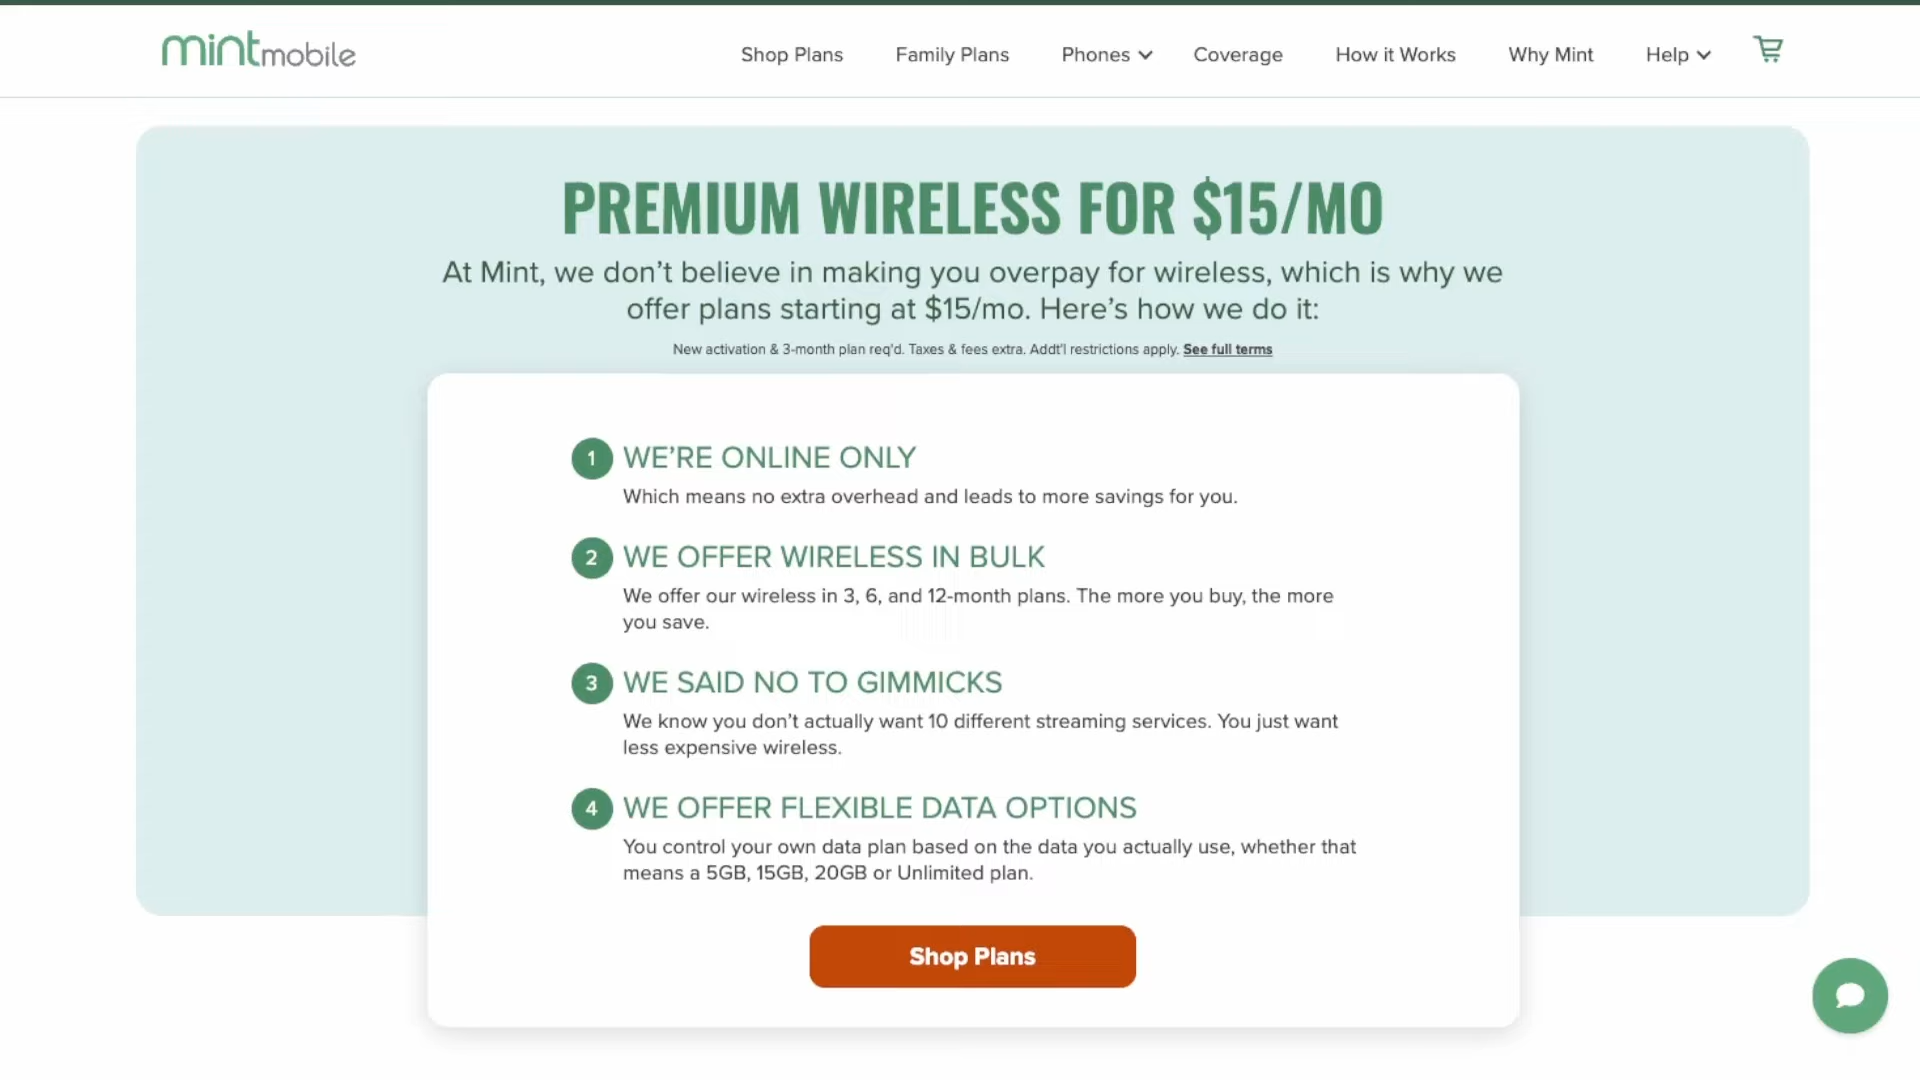 mintmobile
Shop Plans
Family Plans
Phones
Coverage
How it Works
Why Mint
Help
PREMIUM WIRELESS FOR $15/MO
At Mint, we don’t believe in making you overpay for wireless, which is why we
offer plans starting at $15/mo. Here’s how we do it:
New activation & 3-month plan req'd. Taxes & fees extra. Addt'l restrictions apply. See full terms
1 WE’RE ONLINE ONLY
Which means no extra overhead and leads to more savings for you.
2 WE OFFER WIRELESS IN BULK
We offer our wireless in 3, 6, and 12-month plans. The more you buy, the more
you save.
3 WE SAID NO TO GIMMICKS
We know you don’t actually want 10 different streaming services. You just want
less expensive wireless.
4 WE OFFER FLEXIBLE DATA OPTIONS
You control your own data plan based on the data you actually use, whether that
means a 5GB, 15GB, 20GB or Unlimited plan.
Shop Plans